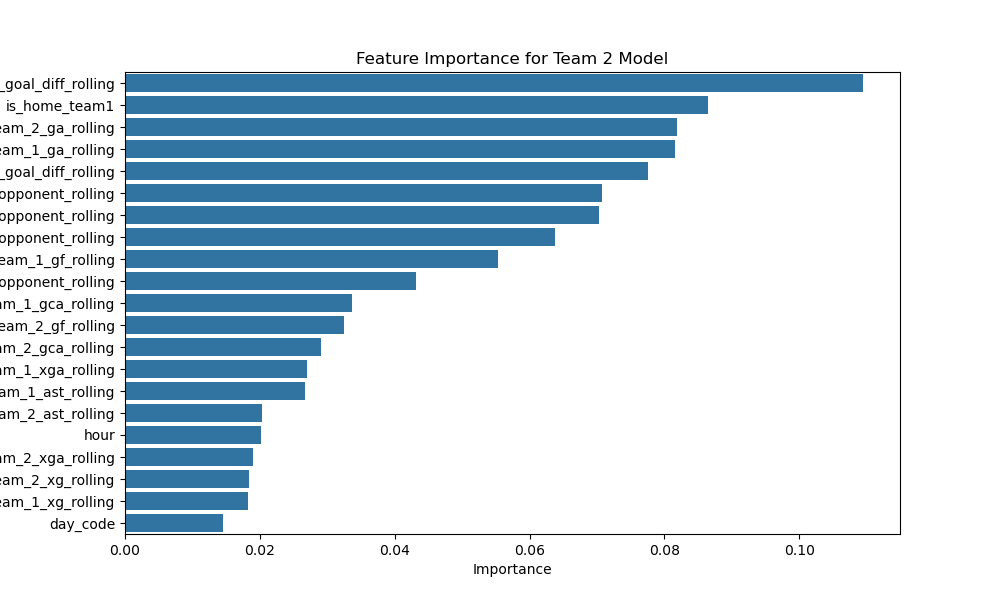 Feature Importance for Team 2 Model
_goal_diff_rolling
is_home_team1
eam_2_ga_rolling
eam_1_ga_rolling
_goal_diff_rolling
opponent_rolling
opponent_rolling
opponent_rolling
eam_1_gf_rolling
opponent_rolling
am_1_gca_rolling
eam_2_gf_rolling
am_2_gca_rolling
am_1_xga_rolling
am_1_ast_rolling
am_2_ast_rolling
hour
am_2_xga_rolling
eam_2_xg_rolling
eam_1_xg_rolling
day_code
0.00 0.02 0.04 0.06 0.08 0.10
Importance